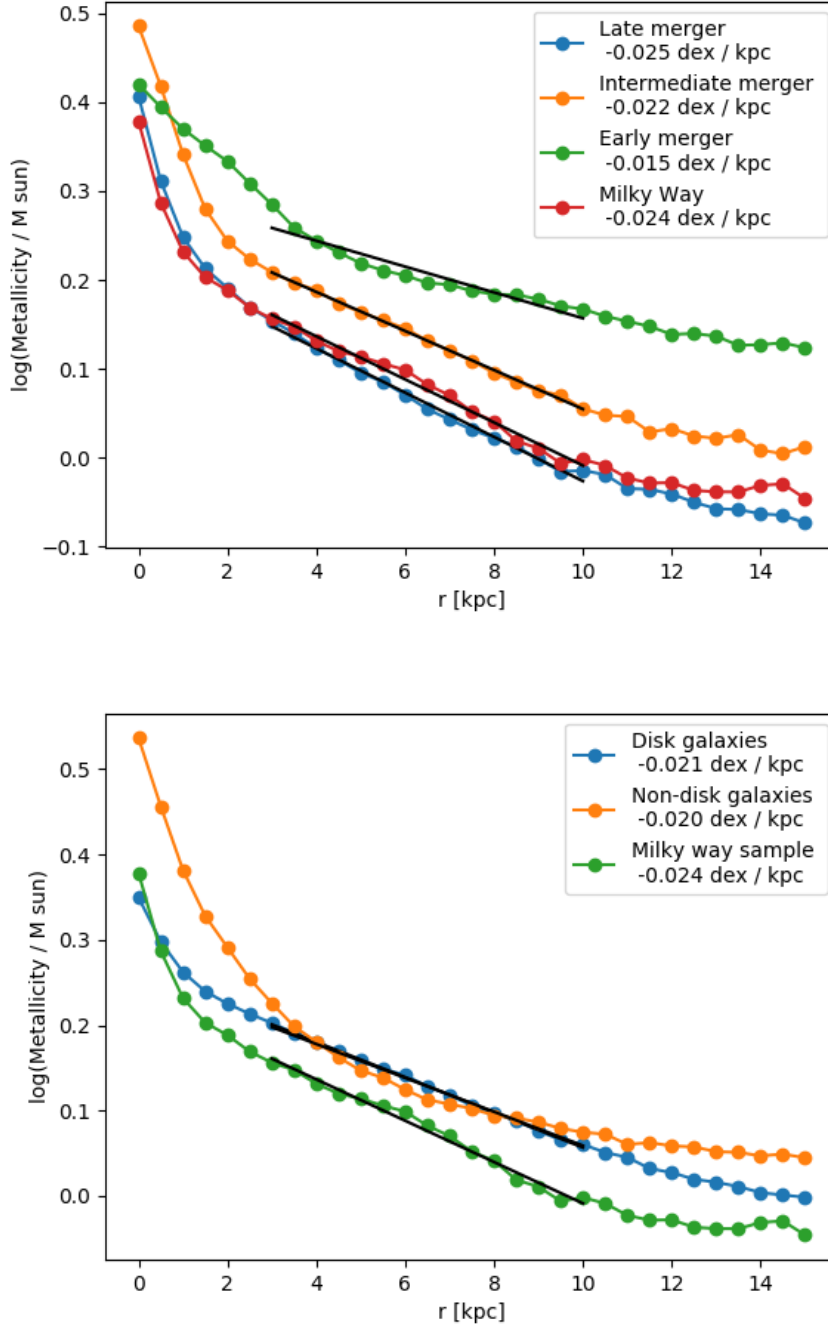 0.5
0.4
0.3
0.2
0.1
0.0
−0.1
log(Metallicity / M sun)
Late merger
-0.025 dex / kpc
Intermediate merger
-0.022 dex / kpc
Early merger
-0.015 dex / kpc
Milky Way
-0.024 dex / kpc
0 2 4 6 8 10 12 14
r [kpc]
0.5
0.4
0.3
0.2
0.1
0.0
log(Metallicity / M sun)
Disk galaxies
-0.021 dex / kpc
Non-disk galaxies
-0.020 dex / kpc
Milky way sample
-0.024 dex / kpc
0 2 4 6 8 10 12 14
r [kpc]